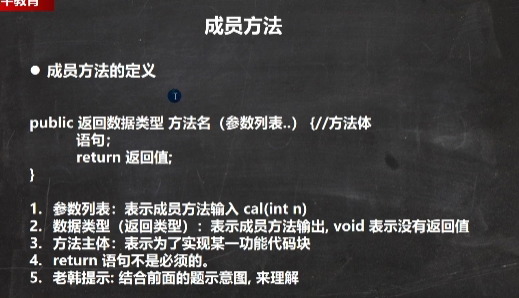 牛教育
成员方法
● 成员方法的定义
public 返回数据类型 方法名（参数列表..） {//方法体
语句;
return 返回值;
}
1. 参数列表：表示成员方法输入 cal(int n)
2. 数据类型（返回类型）：表示成员方法输出, void 表示没有返回值
3. 方法主体：表示为了实现某一功能代码块
4. return 语句不是必须的。
5. 老韩提示: 结合前面的题示意图, 来理解